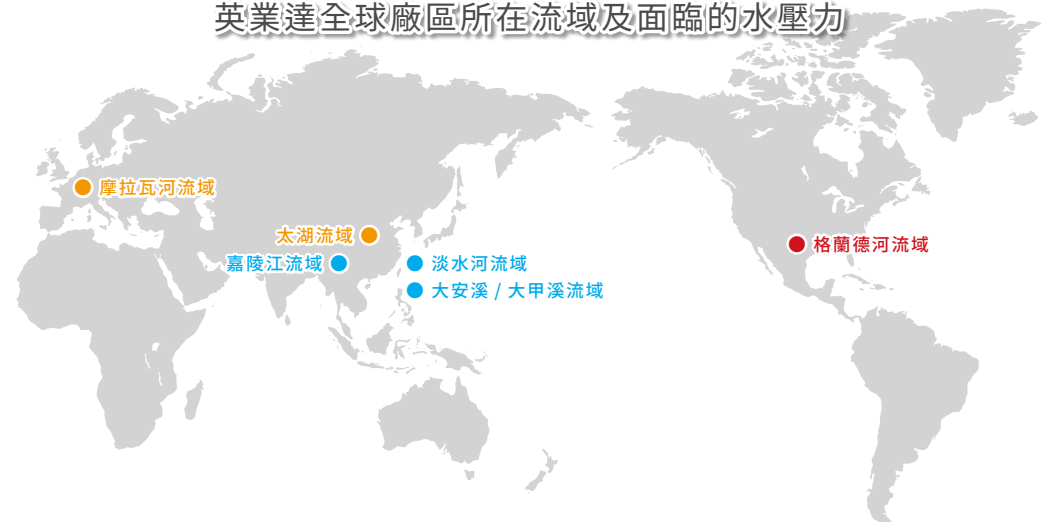 英業達全球廠區所在流域及面臨的水壓力
摩拉瓦河流域
太湖流域
格蘭德河流域
嘉陵江流域
淡水河流域
大安溪 / 大甲溪流域